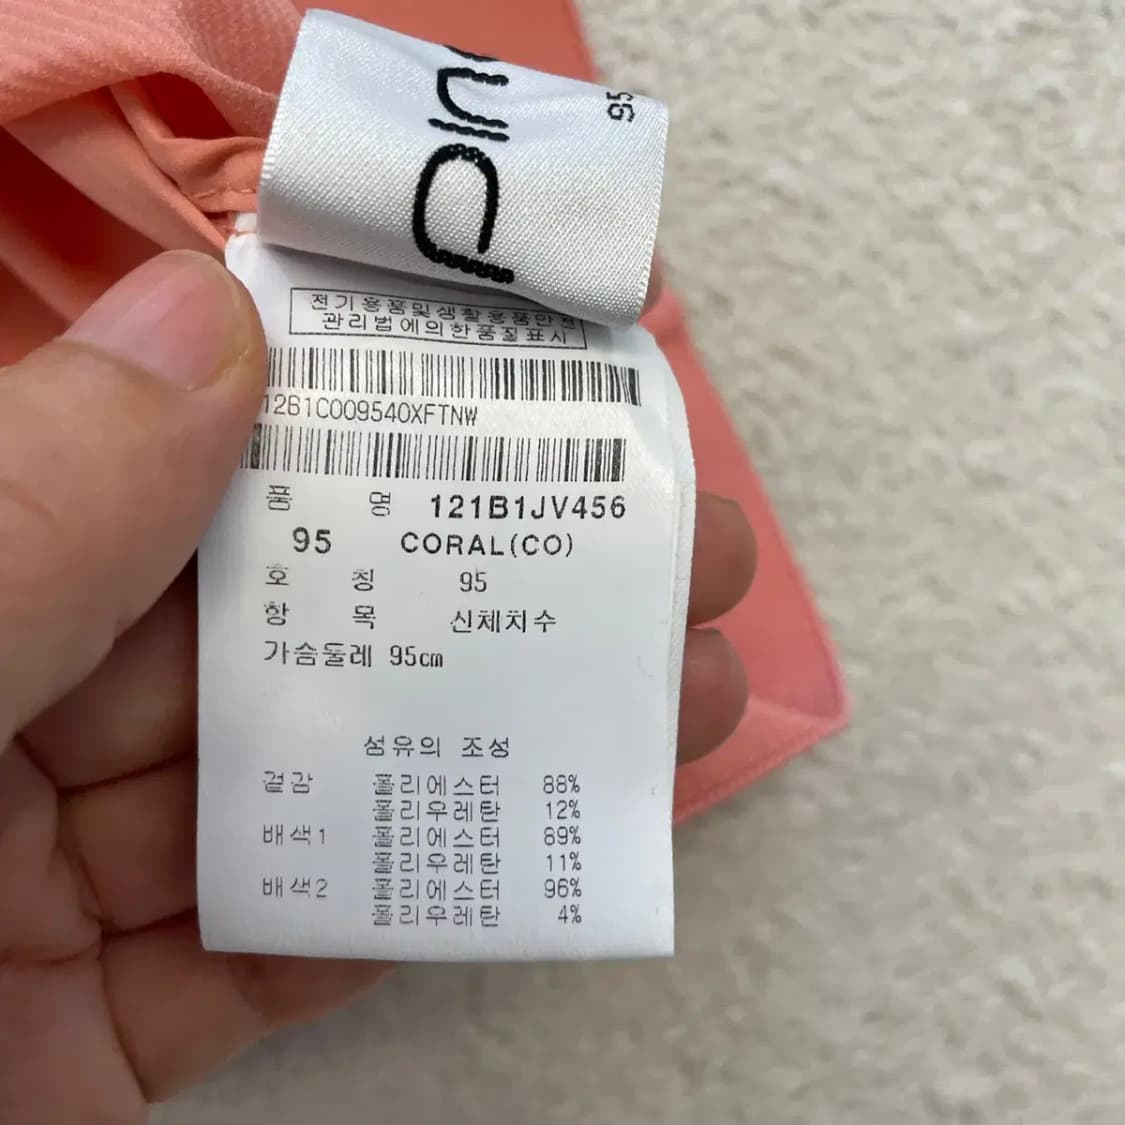 pin
95
전기용품및생활용품안전
관리법에의한품질표시
12B1C009540XFTNW
품 명 121B1JV456
95 CORAL(CO)
호 칭 95
항 목 신체치수
가슴둘레 95cm
섬유의 조성
겉감 폴리에스터 88%
폴리우레탄 12%
배색1 폴리에스터 89%
폴리우레탄 11%
배색2 폴리에스터 96%
폴리우레탄 4%